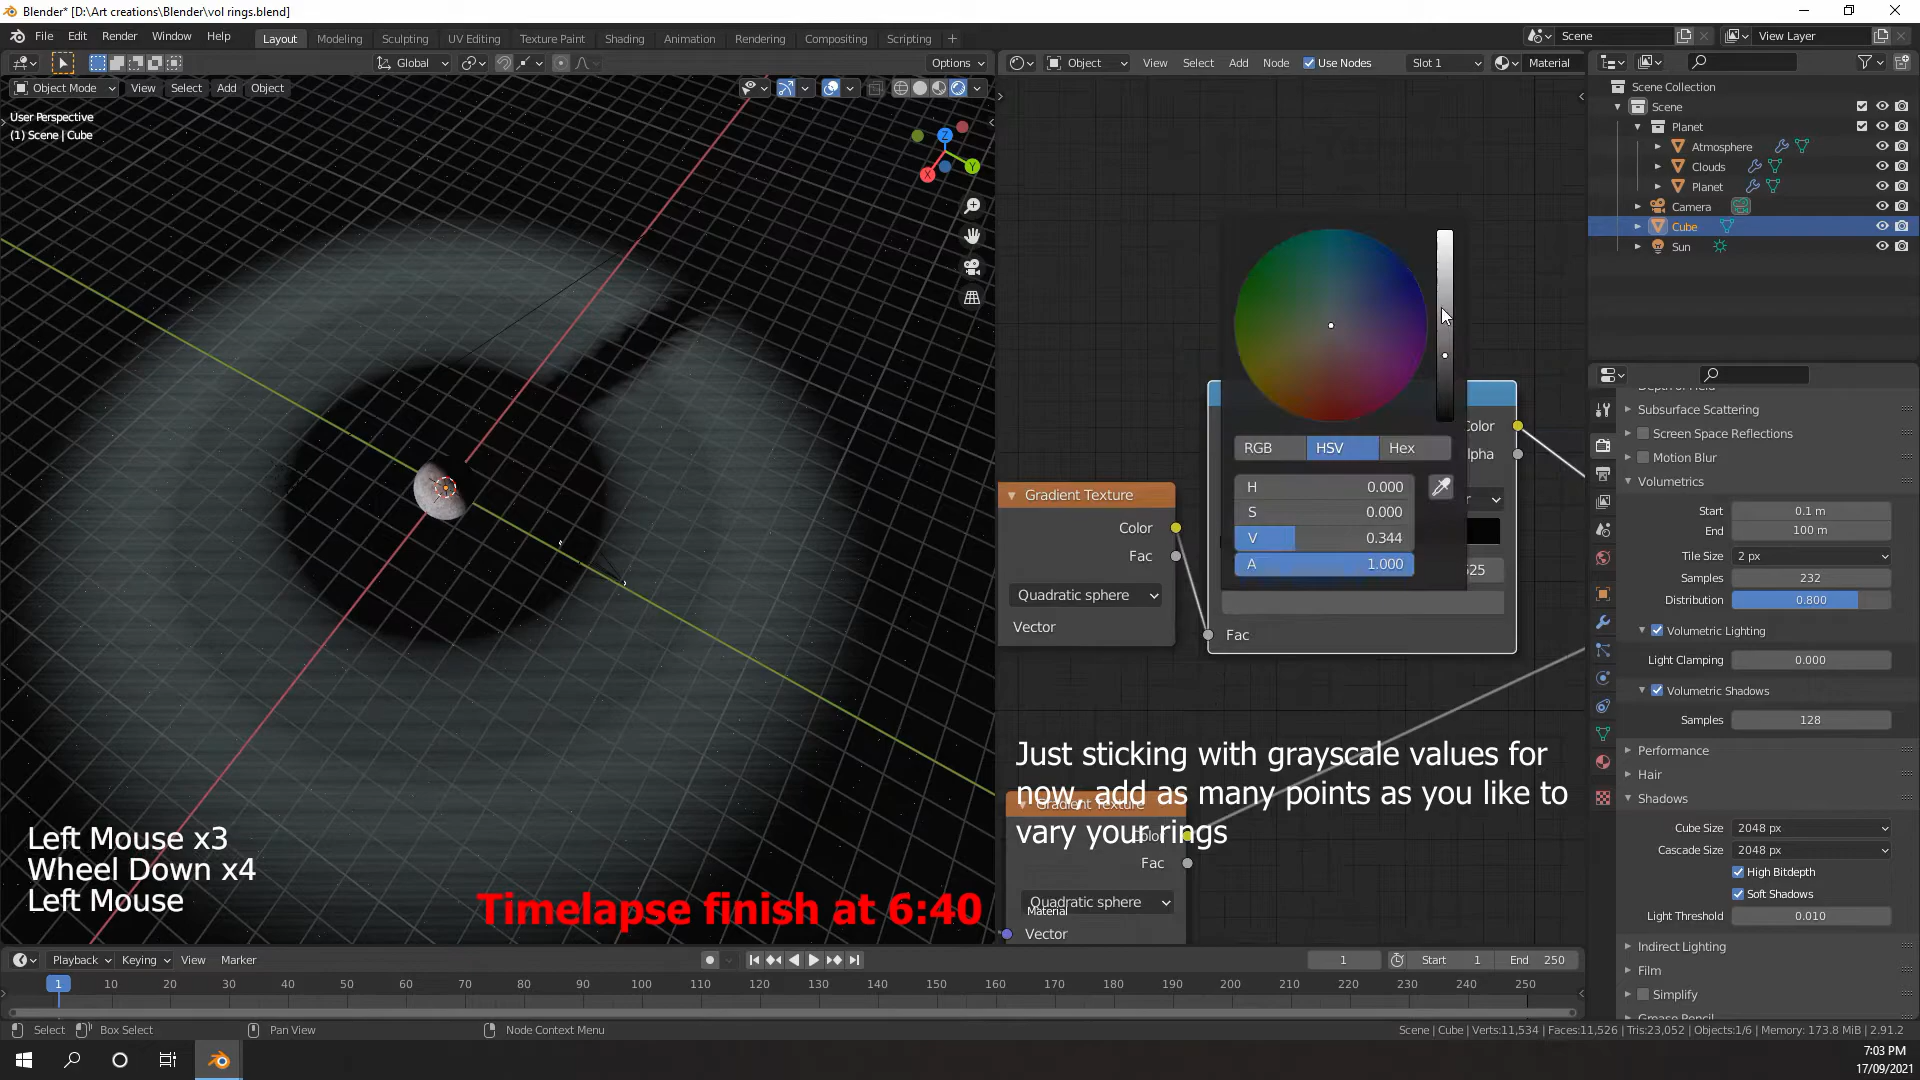 Blender* [D:\Art creations\Blender\vol rings.blend]
File Edit Render Window Help
Layout Modeling Sculpting UV Editing Texture Paint Shading Animation Rendering Compositing Scripting +
Scene
View Layer
Global
Options
Object
View Select Add Node Use Nodes
Slot 1
Material
Object Mode View Select Add Object
User Perspective
(1) Scene | Cube
Z
Y
X
Scene Collection
Scene
Planet
Atmosphere
Clouds
Planet
Camera
Cube
Sun
RGB HSV Hex
H 0.000
S 0.000
V 0.344
A 1.000
Gradient Texture
Color
Fac
Quadratic sphere
Vector
Fac
Gradient Texture
Color
Fac
Quadratic sphere
Material
Vector
Just sticking with grayscale values for
now, add as many points as you like to
vary your rings
Left Mouse x3
Wheel Down x4
Left Mouse
Timelapse finish at 6:40
Subsurface Scattering
Screen Space Reflections
Motion Blur
Volumetrics
Start 0.1 m
End 100 m
Tile Size 2 px
Samples 232
Distribution 0.800
Volumetric Lighting
Light Clamping 0.000
Volumetric Shadows
Samples 128
Performance
Hair
Shadows
Cube Size 2048 px
Cascade Size 2048 px
High Bitdepth
Soft Shadows
Light Threshold 0.010
Indirect Lighting
Film
Simplify
Playback Keying View Marker
1
Start 1
End 250
1 10 20 30 40 50 60 70 80 90 100 110 120 130 140 150 160 170 180 190 200 210 220 230 240 250
Select Box Select Pan View Node Context Menu
Scene | Cube | Verts:11,534 | Faces:11,526 | Tris:23,052 | Objects:1/6 | Memory: 173.8 MiB | 2.91.2
7:03 PM
17/09/2021